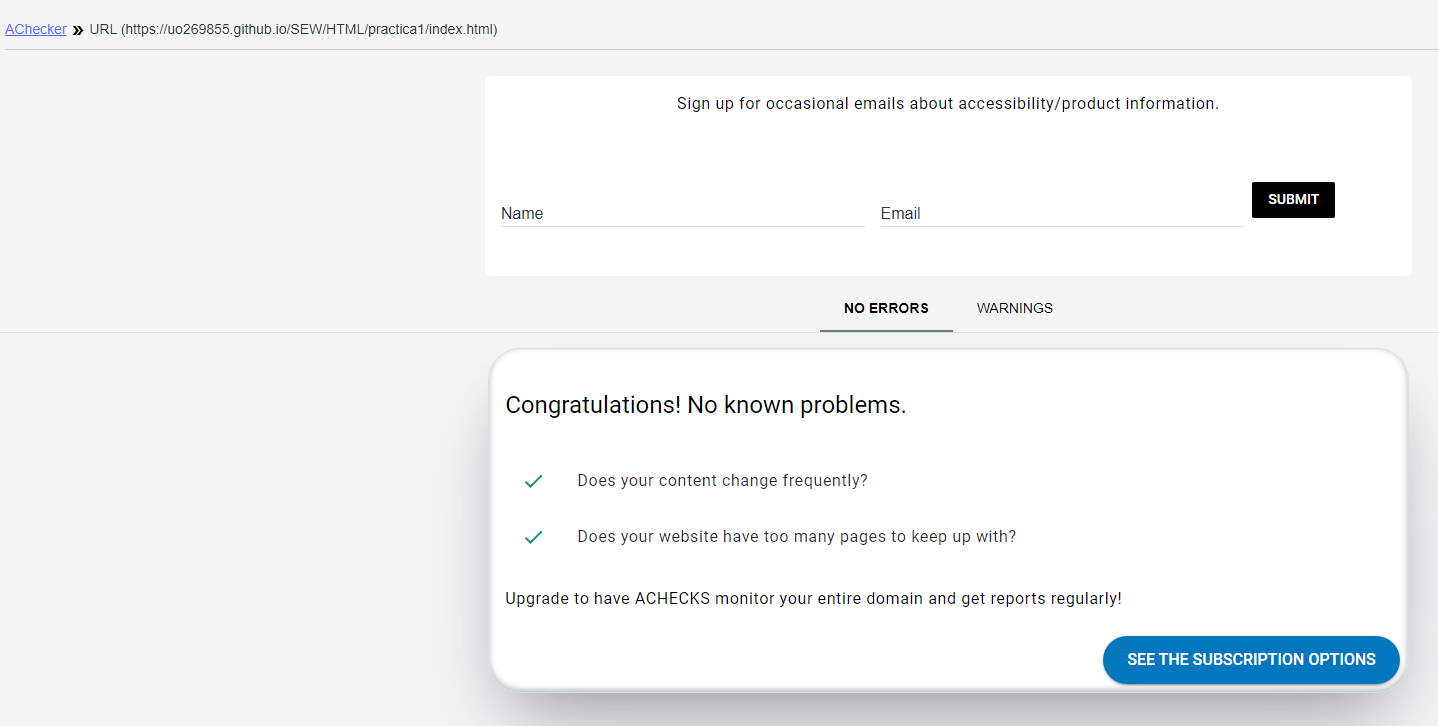 AChecker » URL (https://uo269855.github.io/SEW/HTML/practica1/index.html)
Sign up for occasional emails about accessibility/product information.
Name Email SUBMIT
NO ERRORS WARNINGS
Congratulations! No known problems.
Does your content change frequently?
Does your website have too many pages to keep up with?
Upgrade to have ACHECKS monitor your entire domain and get reports regularly!
SEE THE SUBSCRIPTION OPTIONS